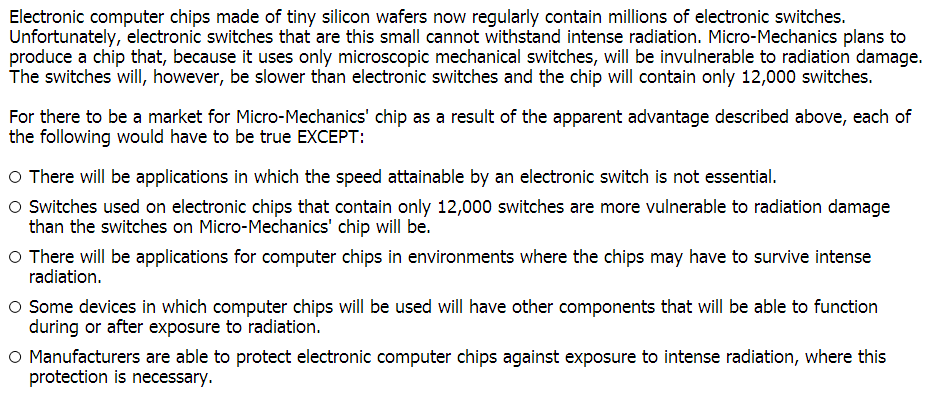 Electronic computer chips made of tiny silicon wafers now regularly contain millions of electronic switches.
Unfortunately, electronic switches that are this small cannot withstand intense radiation. Micro-Mechanics plans to
produce a chip that, because it uses only microscopic mechanical switches, will be invulnerable to radiation damage.
The switches will, however, be slower than electronic switches and the chip will contain only 12,000 switches.
For there to be a market for Micro-Mechanics' chip as a result of the apparent advantage described above, each of
the following would have to be true EXCEPT:
There will be applications in which the speed attainable by an electronic switch is not essential.
Switches used on electronic chips that contain only 12,000 switches are more vulnerable to radiation damage
than the switches on Micro-Mechanics' chip will be.
There will be applications for computer chips in environments where the chips may have to survive intense
radiation.
Some devices in which computer chips will be used will have other components that will be able to function
during or after exposure to radiation.
Manufacturers are able to protect electronic computer chips against exposure to intense radiation, where this
protection is necessary.